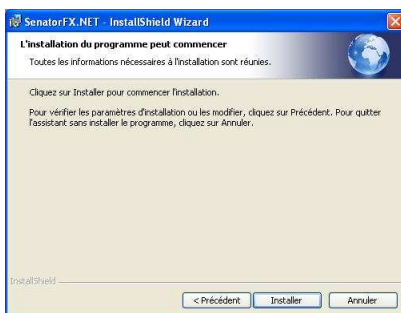 SenatorFX.NET - InstallShield Wizard
L'installation du programme peut commencer
Toutes les informations nécessaires à l'installation sont réunies.
Cliquez sur Installer pour commencer l'installation.
Pour vérifier les paramètres d'installation ou les modifier, cliquez sur Précédent. Pour quitter
l'assistant sans installer le programme, cliquez sur Annuler.
InstallShield
< Précédent Installer Annuler